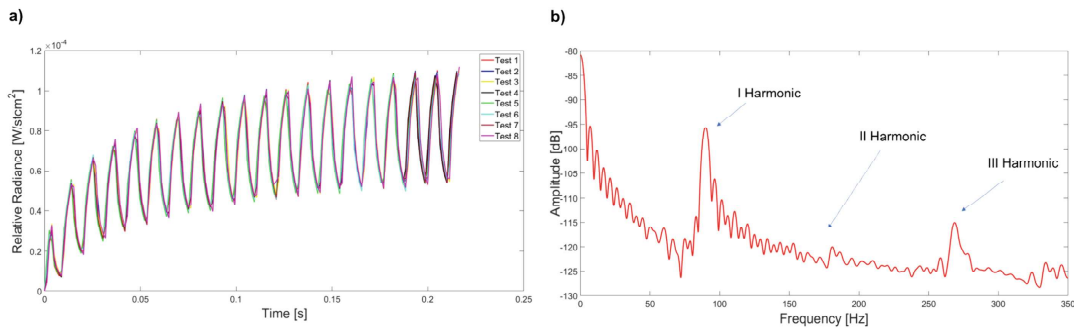 a)
×10⁻⁴
Relative Radiance [W/slcm²]
1.2
1
0.8
0.6
0.4
0.2
0
0
0.05
0.1
0.15
0.2
0.25
Time [s]
Test 1
Test 2
Test 3
Test 4
Test 5
Test 6
Test 7
Test 8
b)
Amplitude [dB]
-80
-85
-90
-95
-100
-105
-110
-115
-120
-125
-130
0
50
100
150
200
250
300
350
Frequency [Hz]
I Harmonic
II Harmonic
III Harmonic